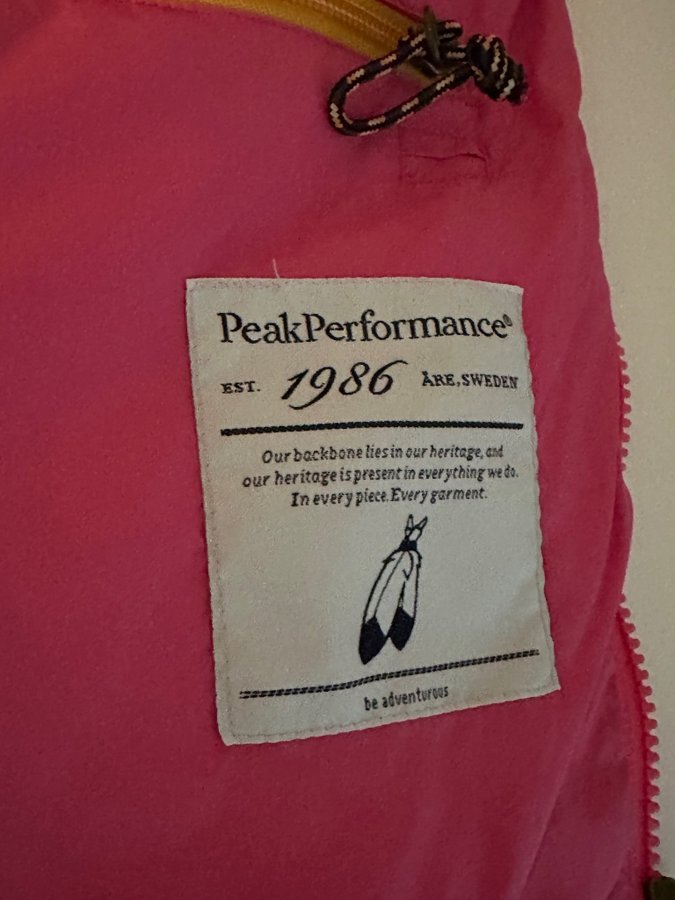 PeakPerformance®
EST. 1986 ÅRE, SWEDEN
Our backbone lies in our heritage, and
our heritage is present in everything we do.
In every piece. Every garment.
be adventurous